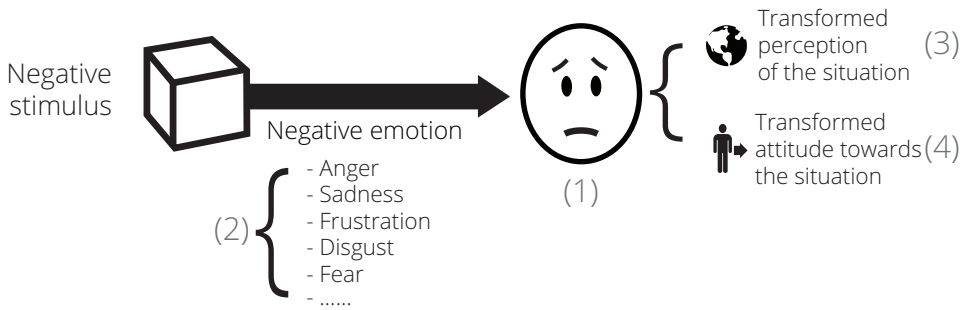 Negative
stimulus
Negative emotion
(2)
- Anger
- Sadness
- Frustration
- Disgust
- Fear
- ......
(1)
Transformed
perception
of the situation
(3)
Transformed
attitude towards
the situation
(4)